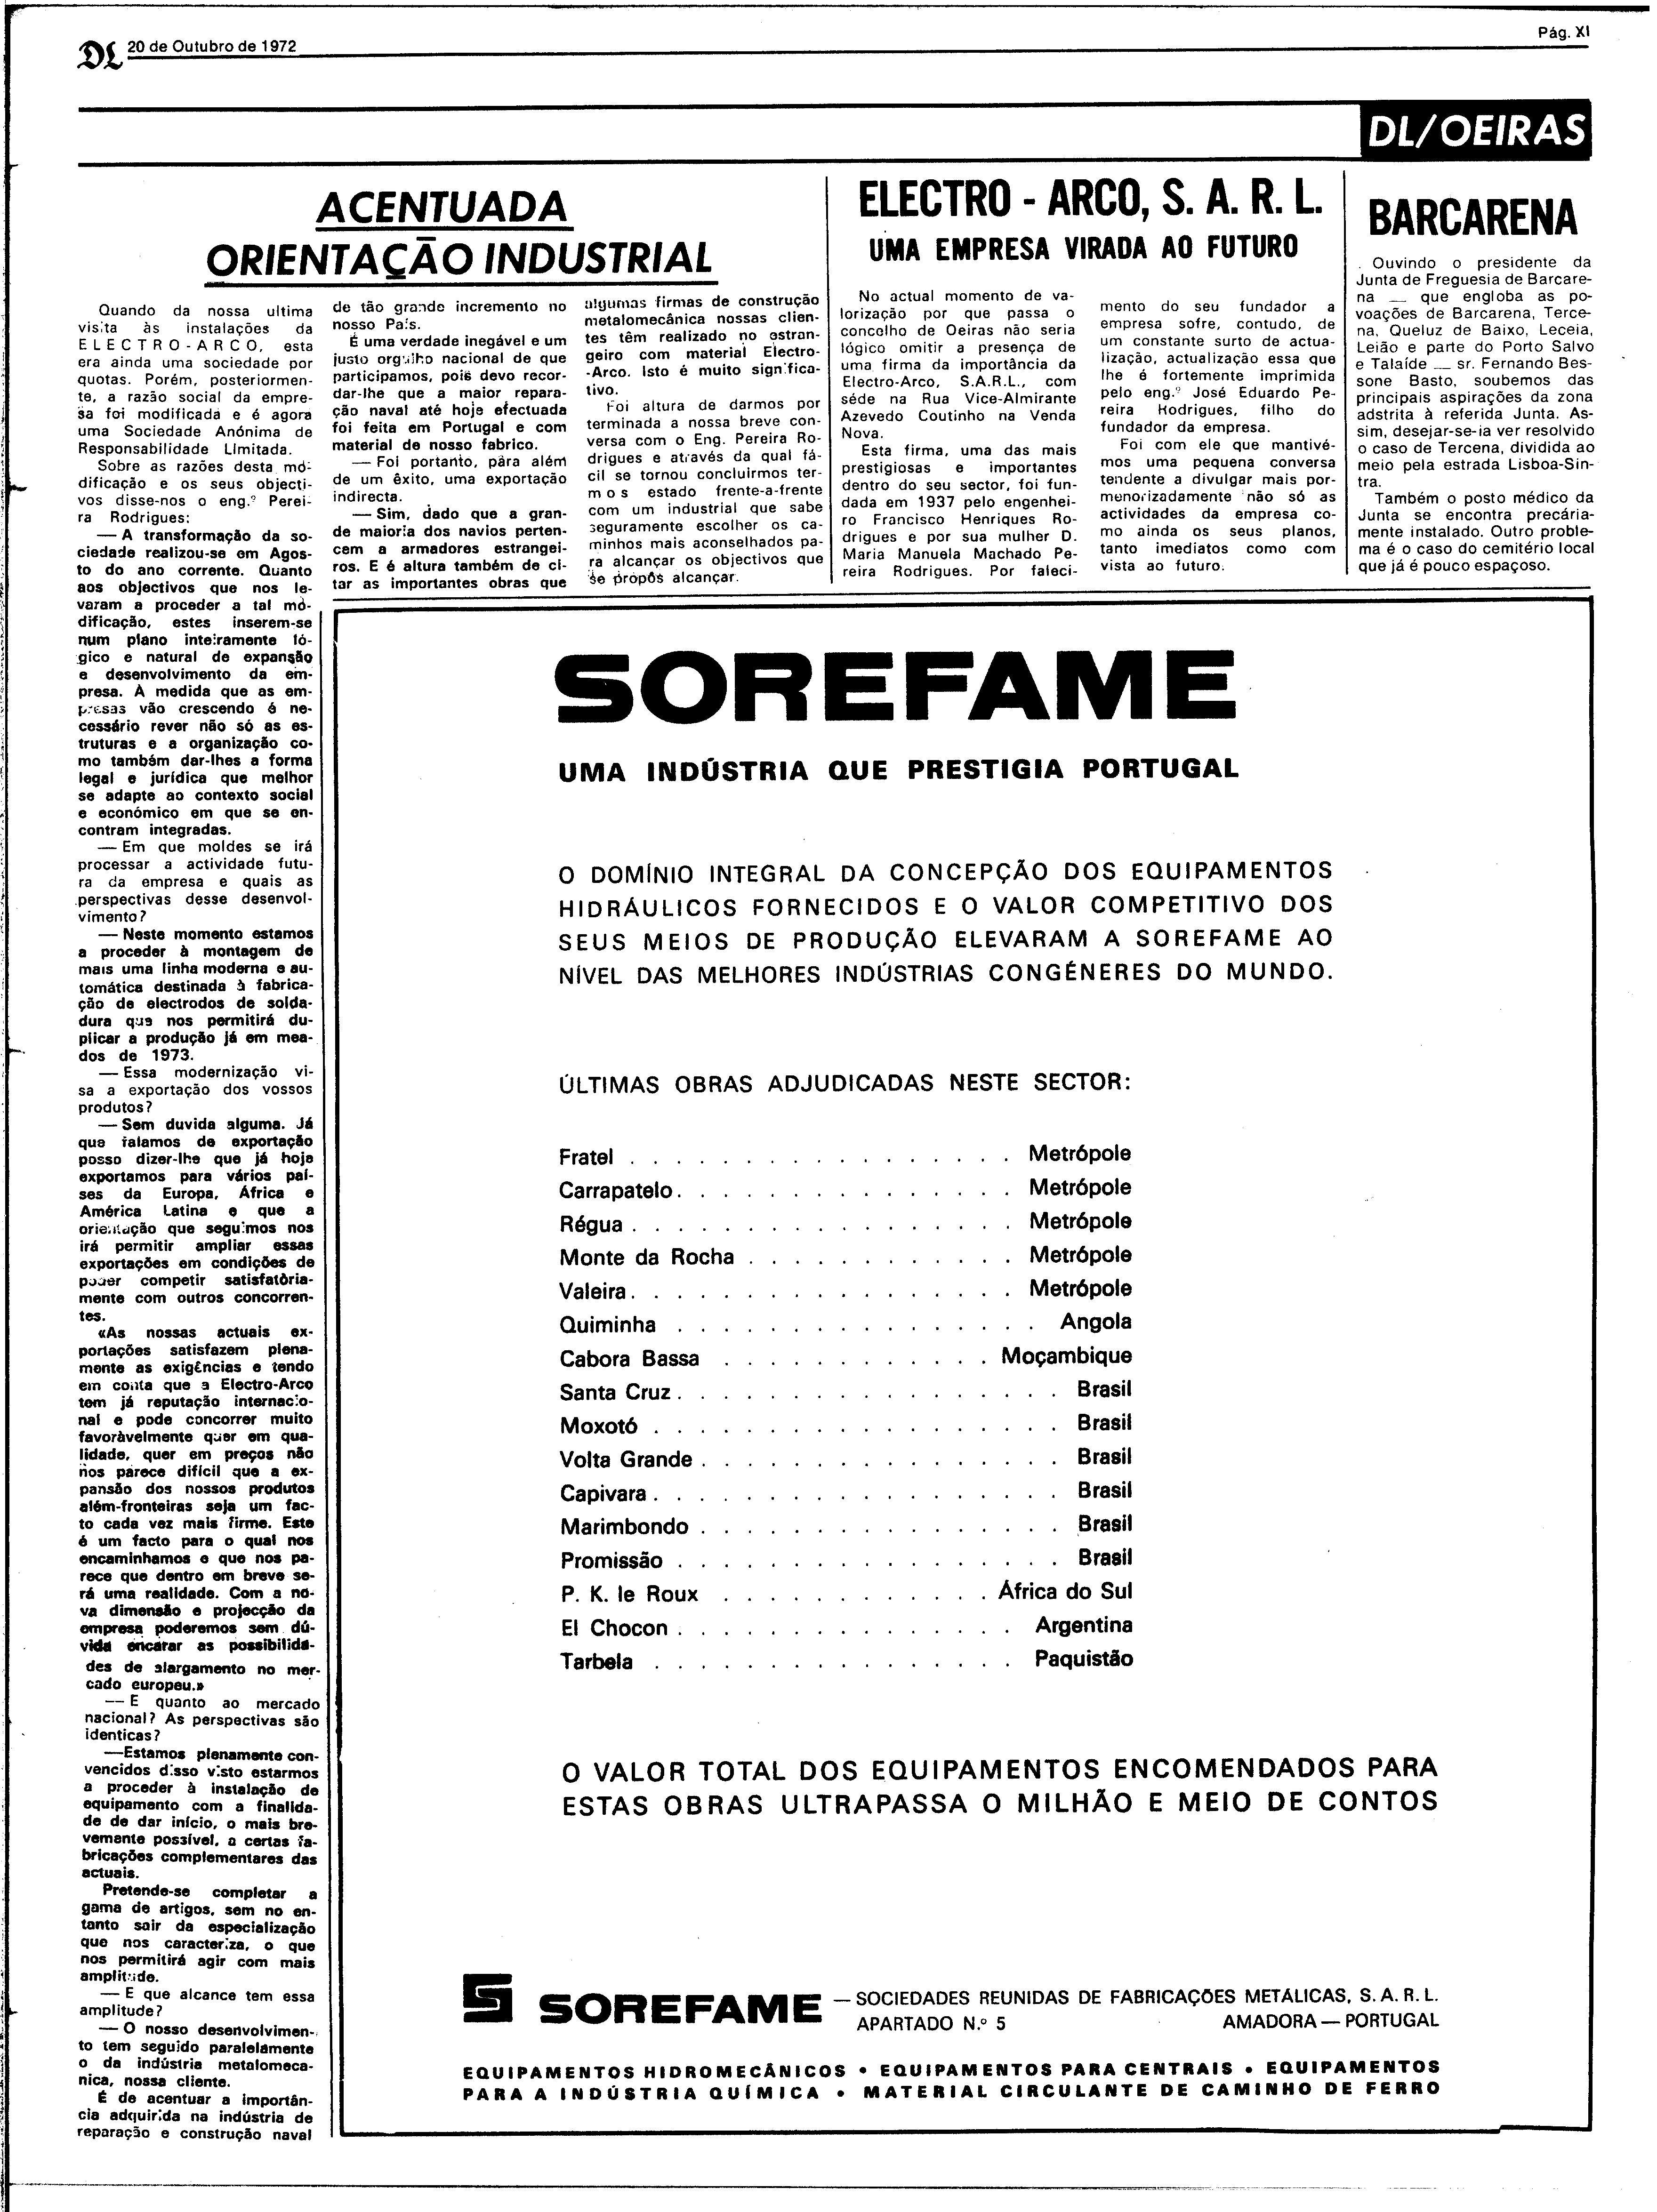 DL 20 de Outubro de 1972
Pág. XI
DL/OEIRAS
ACENTUADA
ORIENTAÇÃO INDUSTRIAL
Quando da nossa ultima
visita às instalações da
ELECTRO-ARCO, esta
era ainda uma sociedade por
quotas. Porém, posteriormen-
te, a razão social da empre-
sa foi modificada e é agora
uma Sociedade Anónima de
Responsabilidade Limitada.
Sobre as razões desta mo-
dificação e os seus objecti-
vos disse-nos o eng.º Perei-
ra Rodrigues:
— A transformação da so-
ciedade realizou-se em Agos-
to do ano corrente. Quanto
aos objectivos que nos le-
varam a proceder a tal mo-
dificação, estes inserem-se
num plano inteiramente ló-
gico e natural de expansão
e desenvolvimento da em-
presa. À medida que as em-
presas vão crescendo é ne-
cessário rever não só as es-
truturas e a organização co-
mo também dar-lhes a forma
legal e jurídica que melhor
se adapte ao contexto social
e económico em que se en-
contram integradas.
— Em que moldes se irá
processar a actividade futu-
ra da empresa e quais as
perspectivas desse desenvol-
vimento?
— Neste momento estamos
a proceder à montagem de
mais uma linha moderna e au-
tomática destinada à fabrica-
ção de electrodos de solda-
dura que nos permitirá du-
plicar a produção já em mea-
dos de 1973.
— Essa modernização vi-
sa a exportação dos vossos
produtos?
— Sem duvida alguma. Já
que falamos de exportação
posso dizer-lhe que já hoje
exportamos para vários paí-
ses da Europa, África e
América Latina e que a
orientação que seguimos nos
irá permitir ampliar essas
exportações em condições de
poder competir satisfatòria-
mente com outros concorren-
tes.
«As nossas actuais ex-
portações satisfazem plena-
mente as exigências e tendo
em conta que a Electro-Arco
tem já reputação internacio-
nal e pode concorrer muito
favoràvelmente quer em qua-
lidade, quer em preços não
nos parece difícil que a ex-
pansão dos nossos produtos
além-fronteiras seja um fac-
to cada vez mais firme. Este
é um facto para o qual nos
encaminhamos e que nos pa-
rece que dentro em breve se-
rá uma realidade. Com a no-
va dimensão e projecção da
empresa poderemos sem dú-
vida encarar as possibilida-
des de alargamento no mer-
cado europeu.»
— E quanto ao mercado
nacional? As perspectivas são
identicas?
—Estamos plenamente con-
vencidos disso visto estarmos
a proceder à instalação de
equipamento com a finalida-
de de dar início, o mais bre-
vemente possível, a certas fa-
bricações complementares das
actuais.
Pretende-se completar a
gama de artigos, sem no en-
tanto sair da especialização
que nos caracteriza, o que
nos permitirá agir com mais
amplitude.
— E que alcance tem essa
amplitude?
— O nosso desenvolvimen-
to tem seguido paralelamente
o da indústria metalomeca-
nica, nossa cliente.
É de acentuar a importân-
cia adquirida na indústria de
reparação e construção naval
de tão grande incremento no
nosso País.
É uma verdade inegável e um
justo orgulho nacional de que
participamos, pois devo recor-
dar-lhe que a maior repara-
ção naval até hoje efectuada
foi feita em Portugal e com
material de nosso fabrico.
— Foi portanto, para além
de um êxito, uma exportação
indirecta.
— Sim, dado que a gran-
de maioria dos navios perten-
cem a armadores estrangei-
ros. E é altura também de ci-
tar as importantes obras que
algumas firmas de construção
metalomecânica nossas clien-
tes têm realizado no estran-
geiro com material Electro-
-Arco. Isto é muito significa-
tivo.
Foi altura de darmos por
terminada a nossa breve con-
versa com o Eng. Pereira Ro-
drigues e através da qual fá-
cil se tornou concluirmos ter-
mos estado frente-a-frente
com um industrial que sabe
seguramente escolher os ca-
minhos mais aconselhados pa-
ra alcançar os objectivos que
se propôs alcançar.
ELECTRO - ARCO, S. A. R. L.
UMA EMPRESA VIRADA AO FUTURO
No actual momento de va-
lorização por que passa o
concelho de Oeiras não seria
lógico omitir a presença de
uma firma da importância da
Electro-Arco, S.A.R.L., com
séde na Rua Vice-Almirante
Azevedo Coutinho na Venda
Nova.
Esta firma, uma das mais
prestigiosas e importantes
dentro do seu sector, foi fun-
dada em 1937 pelo engenhei-
ro Francisco Henriques Ro-
drigues e por sua mulher D.
Maria Manuela Machado Pe-
reira Rodrigues. Por faleci-
mento do seu fundador a
empresa sofre, contudo, de
um constante surto de actua-
lização, actualização essa que
lhe é fortemente imprimida
pelo eng.º José Eduardo Pe-
reira Rodrigues, filho do
fundador da empresa.
Foi com ele que mantivé-
mos uma pequena conversa
tendente a divulgar mais por-
menorizadamente não só as
actividades da empresa co-
mo ainda os seus planos,
tanto imediatos como com
vista ao futuro.
BARCARENA
Ouvindo o presidente da
Junta de Freguesia de Barcare-
na — que engloba as po-
voações de Barcarena, Terce-
na, Queluz de Baixo, Leceia,
Leião e parte do Porto Salvo
e Talaíde — sr. Fernando Bes-
sone Basto, soubemos das
principais aspirações da zona
adstrita à referida Junta. As-
sim, desejar-se-ia ver resolvido
o caso de Tercena, dividida ao
meio pela estrada Lisboa-Sin-
tra.
Também o posto médico da
Junta se encontra precária-
mente instalado. Outro proble-
ma é o caso do cemitério local
que já é pouco espaçoso.
SOREFAME
UMA INDÚSTRIA QUE PRESTIGIA PORTUGAL
O DOMÍNIO INTEGRAL DA CONCEPÇÃO DOS EQUIPAMENTOS
HIDRÁULICOS FORNECIDOS E O VALOR COMPETITIVO DOS
SEUS MEIOS DE PRODUÇÃO ELEVARAM A SOREFAME AO
NÍVEL DAS MELHORES INDÚSTRIAS CONGÉNERES DO MUNDO.
ÚLTIMAS OBRAS ADJUDICADAS NESTE SECTOR:
Fratel . . . . . . . . . . . . . . . . . Metrópole
Carrapatelo . . . . . . . . . . . . . . . Metrópole
Régua . . . . . . . . . . . . . . . . . Metrópole
Monte da Rocha . . . . . . . . . . . . Metrópole
Valeira . . . . . . . . . . . . . . . . . Metrópole
Quiminha . . . . . . . . . . . . . . . . Angola
Cabora Bassa . . . . . . . . . . . . Moçambique
Santa Cruz . . . . . . . . . . . . . . . . . Brasil
Moxotó . . . . . . . . . . . . . . . . . . Brasil
Volta Grande . . . . . . . . . . . . . . . . Brasil
Capivara . . . . . . . . . . . . . . . . . . Brasil
Marimbondo . . . . . . . . . . . . . . . . Brasil
Promissão . . . . . . . . . . . . . . . . . Brasil
P. K. le Roux . . . . . . . . . . . . África do Sul
El Chocon . . . . . . . . . . . . . . . Argentina
Tarbela . . . . . . . . . . . . . . . . Paquistão
O VALOR TOTAL DOS EQUIPAMENTOS ENCOMENDADOS PARA
ESTAS OBRAS ULTRAPASSA O MILHÃO E MEIO DE CONTOS
SOREFAME — SOCIEDADES REUNIDAS DE FABRICAÇÕES METÁLICAS, S. A. R. L.
APARTADO N.º 5 AMADORA — PORTUGAL
EQUIPAMENTOS HIDROMECÂNICOS • EQUIPAMENTOS PARA CENTRAIS • EQUIPAMENTOS
PARA A INDÚSTRIA QUÍMICA • MATERIAL CIRCULANTE DE CAMINHO DE FERRO